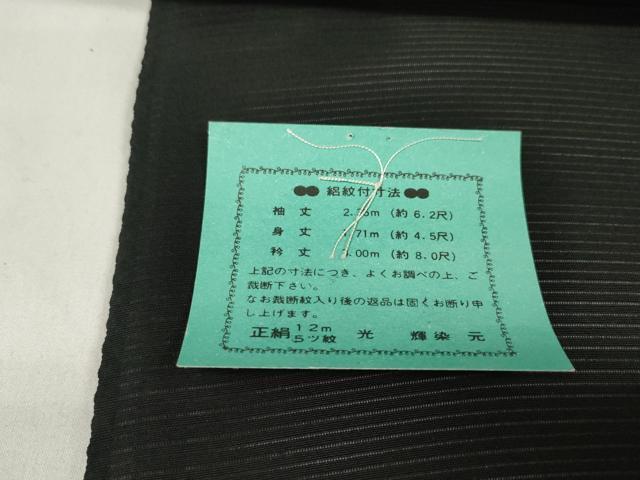 ●● 絽紋付寸法 ●●
袖丈 2.35m (約6.2尺)
身丈 .71m (約4.5尺)
衿丈 .00m (約8.0尺)
上記の寸法につき、よくお調べの上、ご
裁断下さい。
なお裁断紋入り後の返品は固くお断り申
し上げます。
正絹 12m 5ツ紋 光輝染元